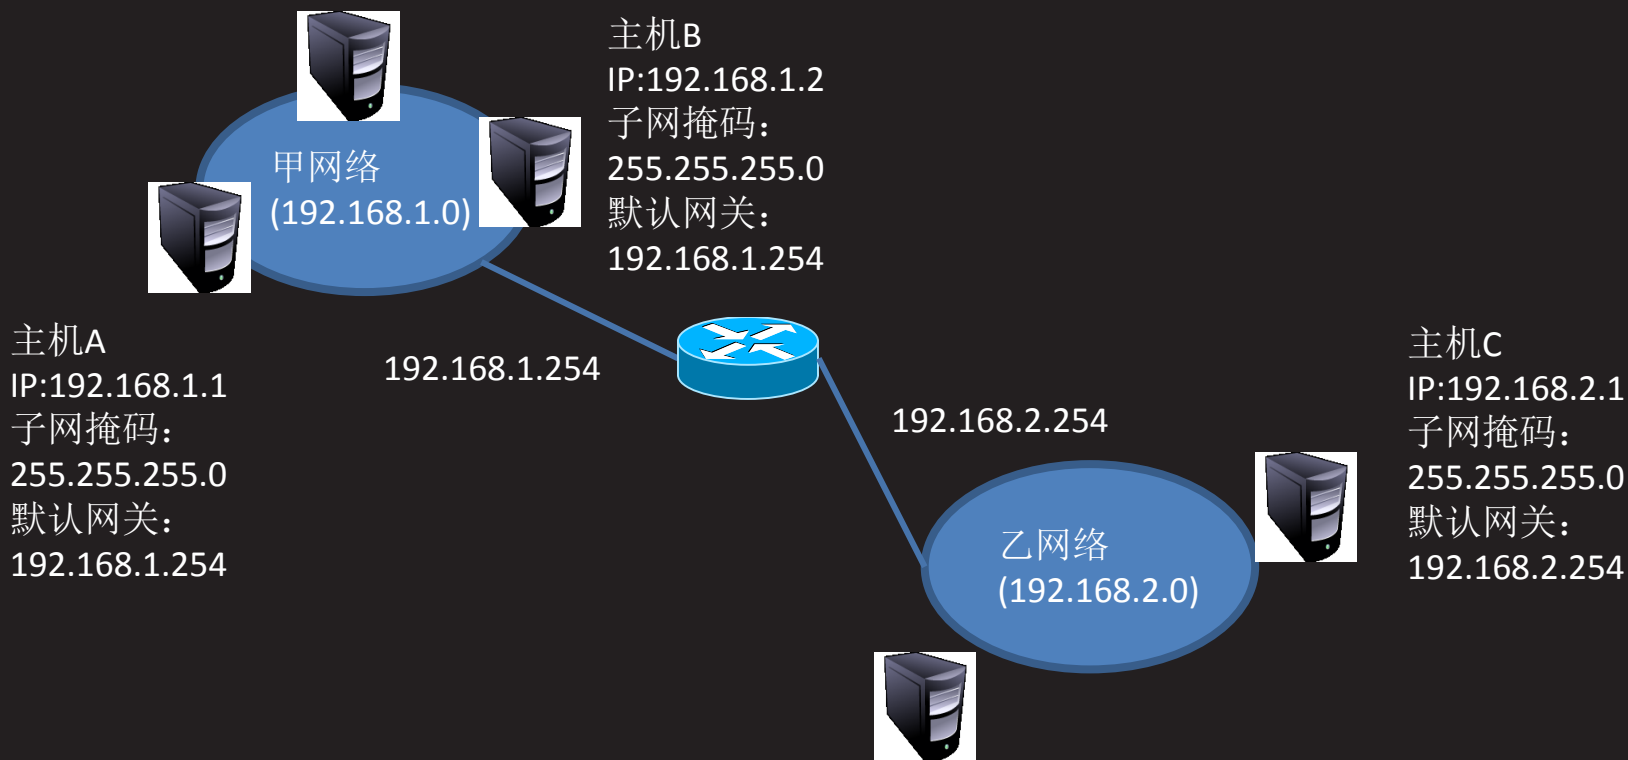 主机B
IP:192.168.1.2
子网掩码：
255.255.255.0
默认网关：
192.168.1.254
甲网络
(192.168.1.0)
主机A
IP:192.168.1.1
子网掩码：
255.255.255.0
默认网关：
192.168.1.254
192.168.1.254
192.168.2.254
主机C
IP:192.168.2.1
子网掩码：
255.255.255.0
默认网关：
192.168.2.254
乙网络
(192.168.2.0)